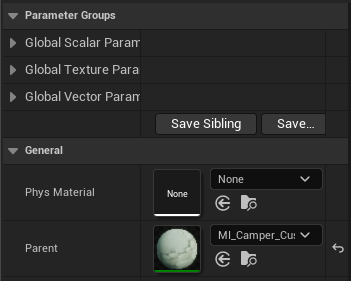 Parameter Groups
Global Scalar Param
Global Texture Para
Global Vector Param
Save Sibling Save...
General
Phys Material None None
Parent MI_Camper_Cus